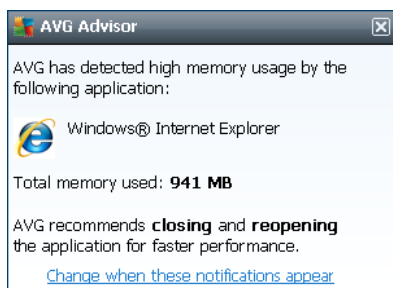 AVG Advisor
AVG has detected high memory usage by the
following application:
Windows® Internet Explorer
Total memory used: 941 MB
AVG recommends closing and reopening
the application for faster performance.
Change when these notifications appear